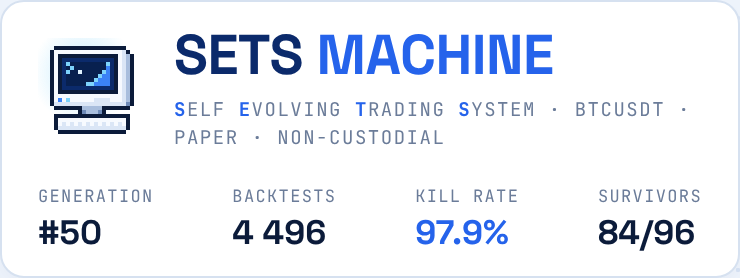 SETS MACHINE
SELF EVOLVING TRADING SYSTEM · BTCUSDT ·
PAPER · NON-CUSTODIAL
GENERATION BACKTESTS KILL RATE SURVIVORS
#50 4 496 97.9% 84/96